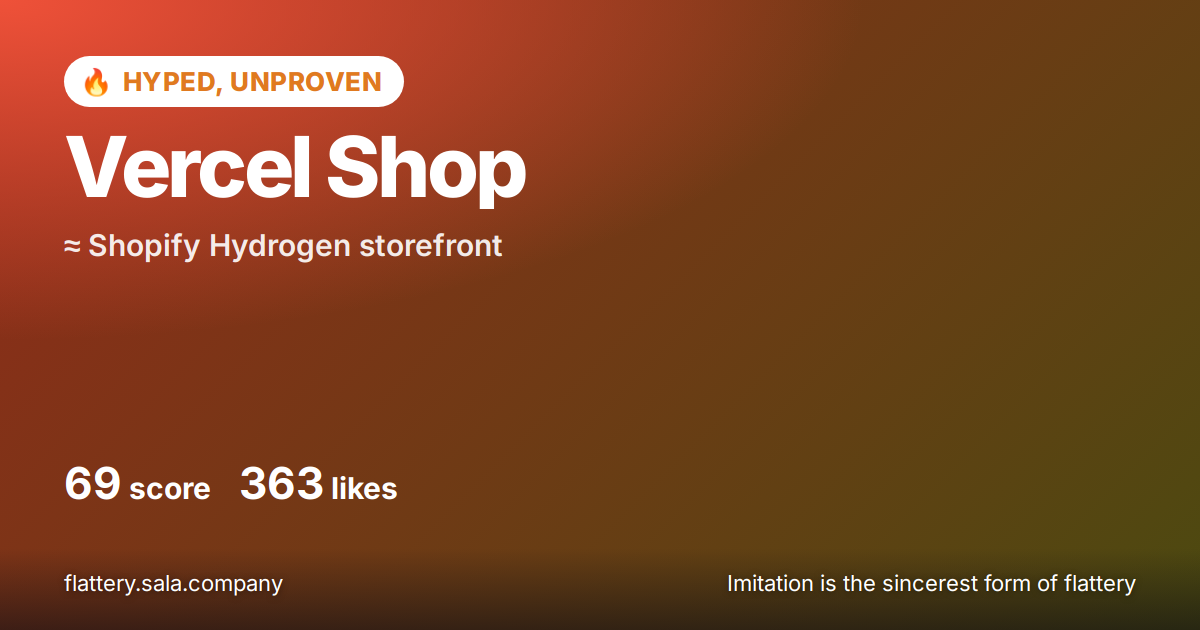 🔥 HYPED, UNPROVEN
Vercel Shop
≈ Shopify Hydrogen storefront
69 score 363 likes
flattery.sala.company
Imitation is the sincerest form of flattery